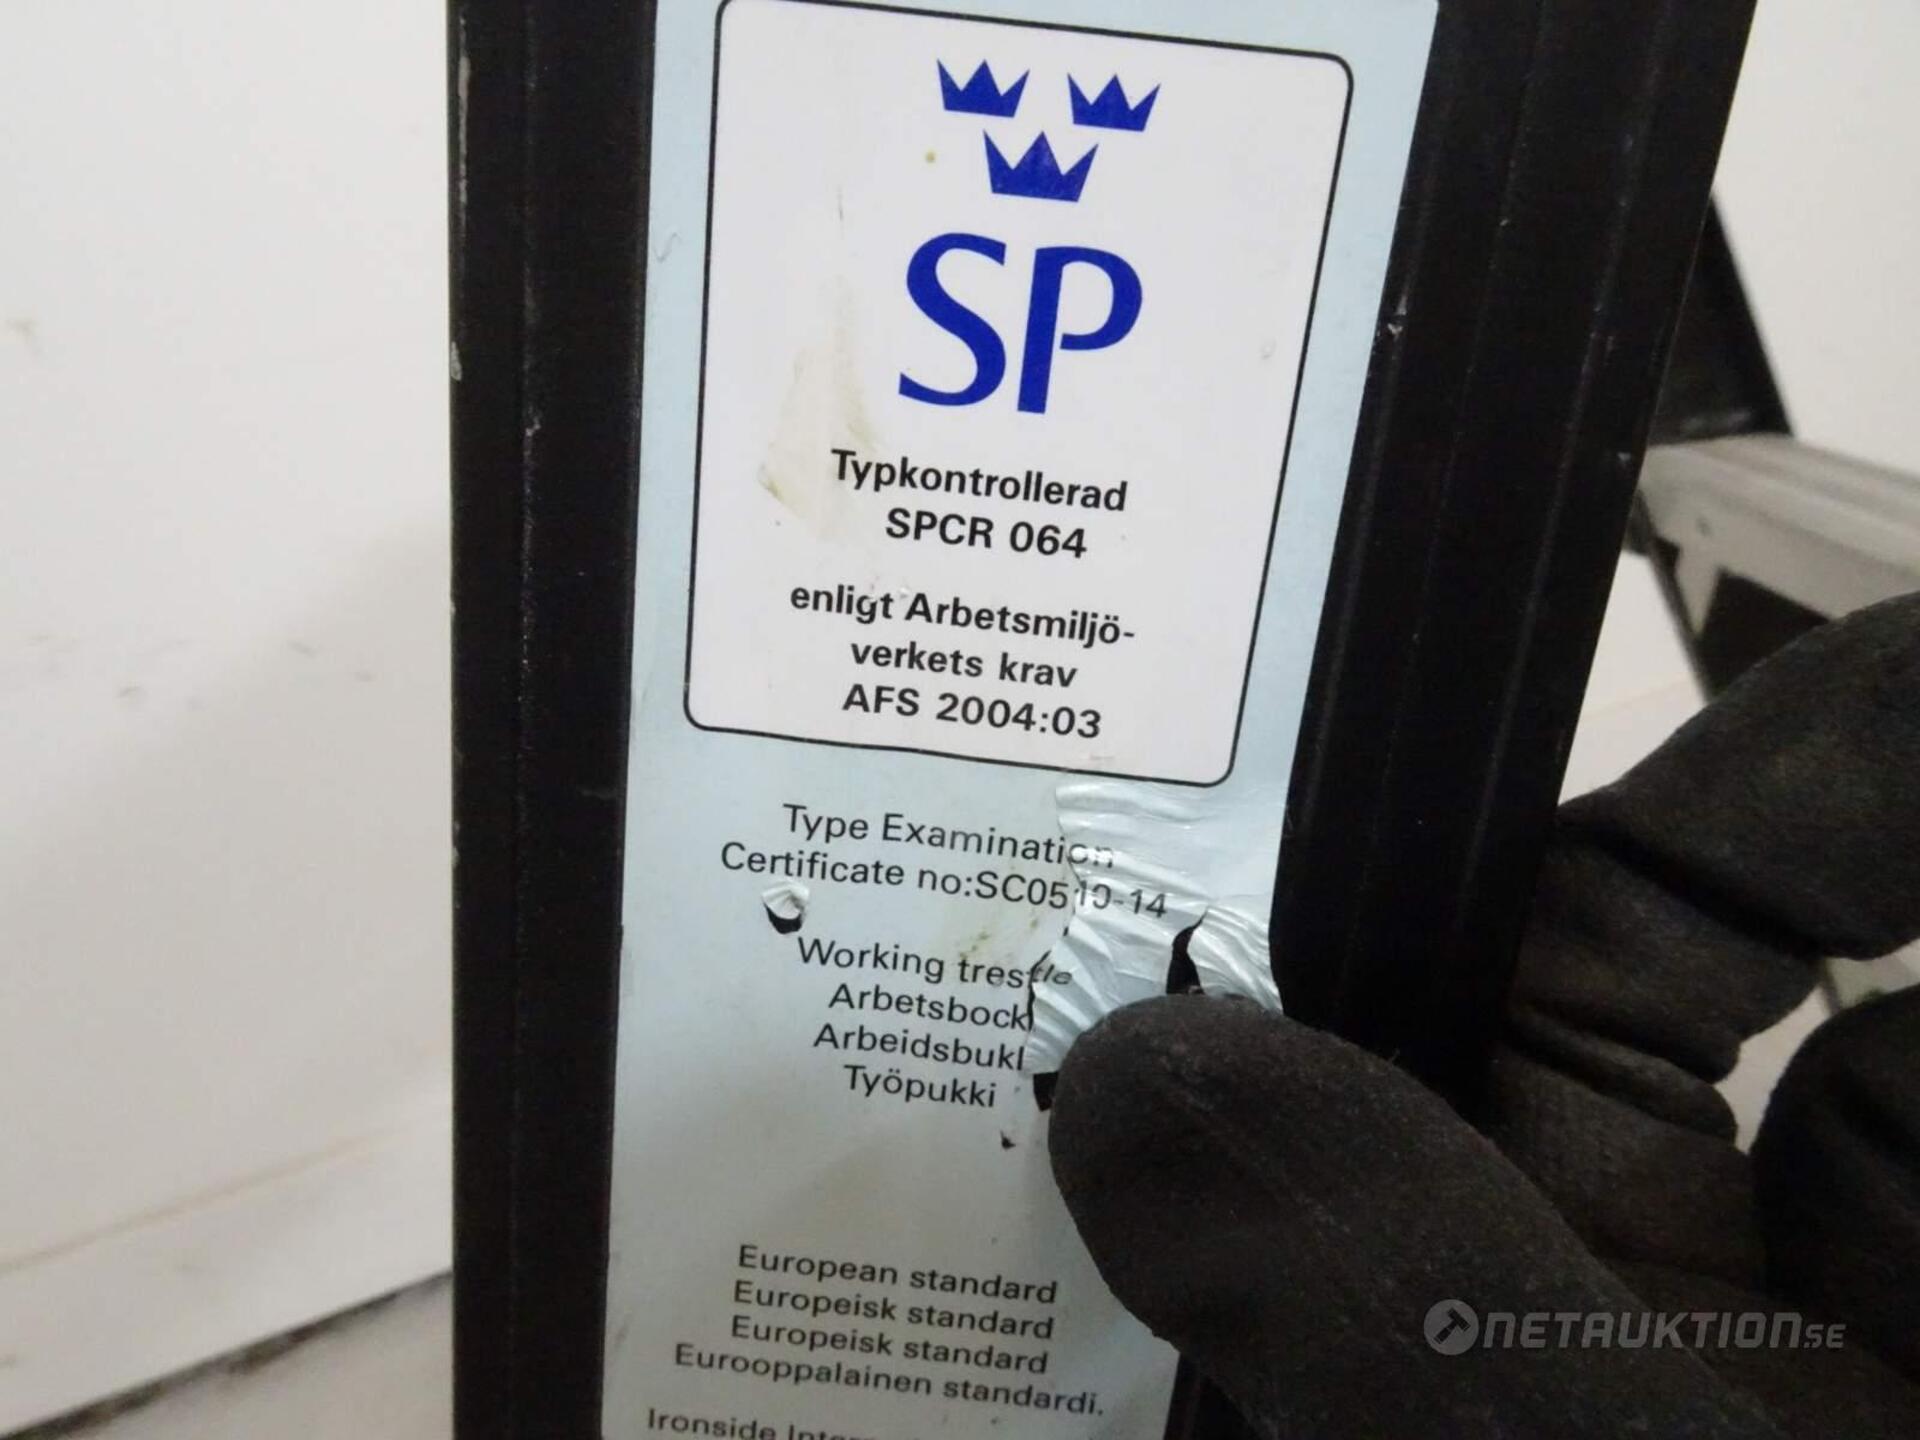 SP
Typkontrollerad
SPCR 064
enligt Arbetsmiljö-
verkets krav
AFS 2004:03
Type Examination
Certificate no:SC0510-14
Working trestle
Arbetsbock
Arbeidsbukk
Työpukki
European standard
Europeisk standard
Europeisk standard
Eurooppalainen standardi.
Ironside
NETAUKTION.SE